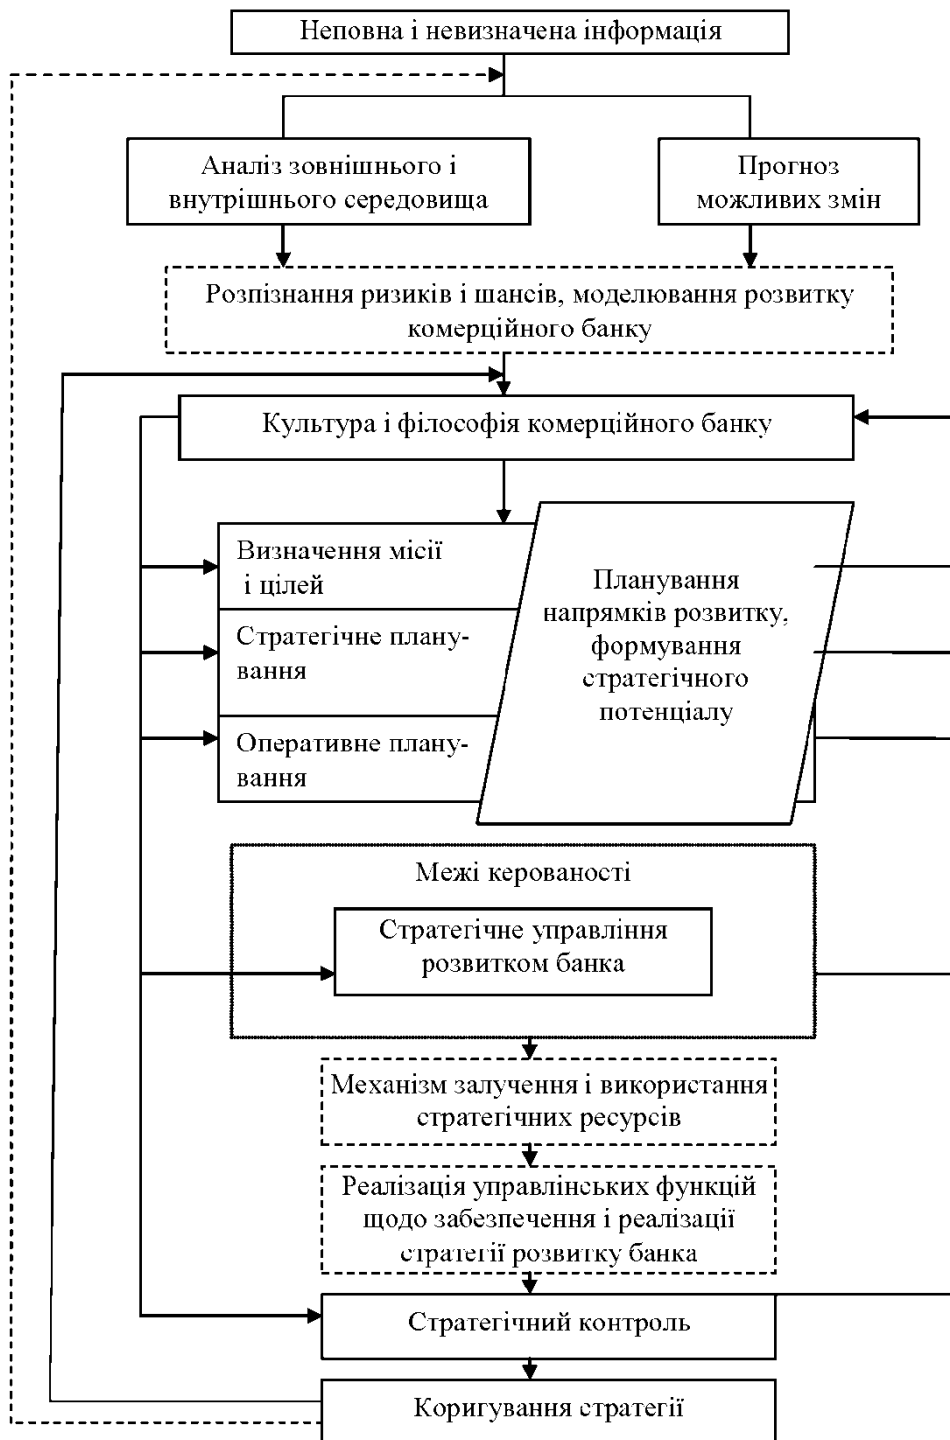 Неповна і невизначена інформація
Аналіз зовнішнього і
внутрішнього середовища
Прогноз
можливих змін
Розпізнання ризиків і шансів, моделювання розвитку
комерційного банку
Культура і філософія комерційного банку
Визначення місії
і цілей
Стратегічне плану-
вання
Оперативне плану-
вання
Планування
напрямків розвитку,
формування
стратегічного
потенціалу
Межі керованості
Стратегічне управління
розвитком банка
Механізм залучення і використання
стратегічних ресурсів
Реалізація управлінських функцій
щодо забезпечення і реалізації
стратегії розвитку банка
Стратегічний контроль
Коригування стратегії